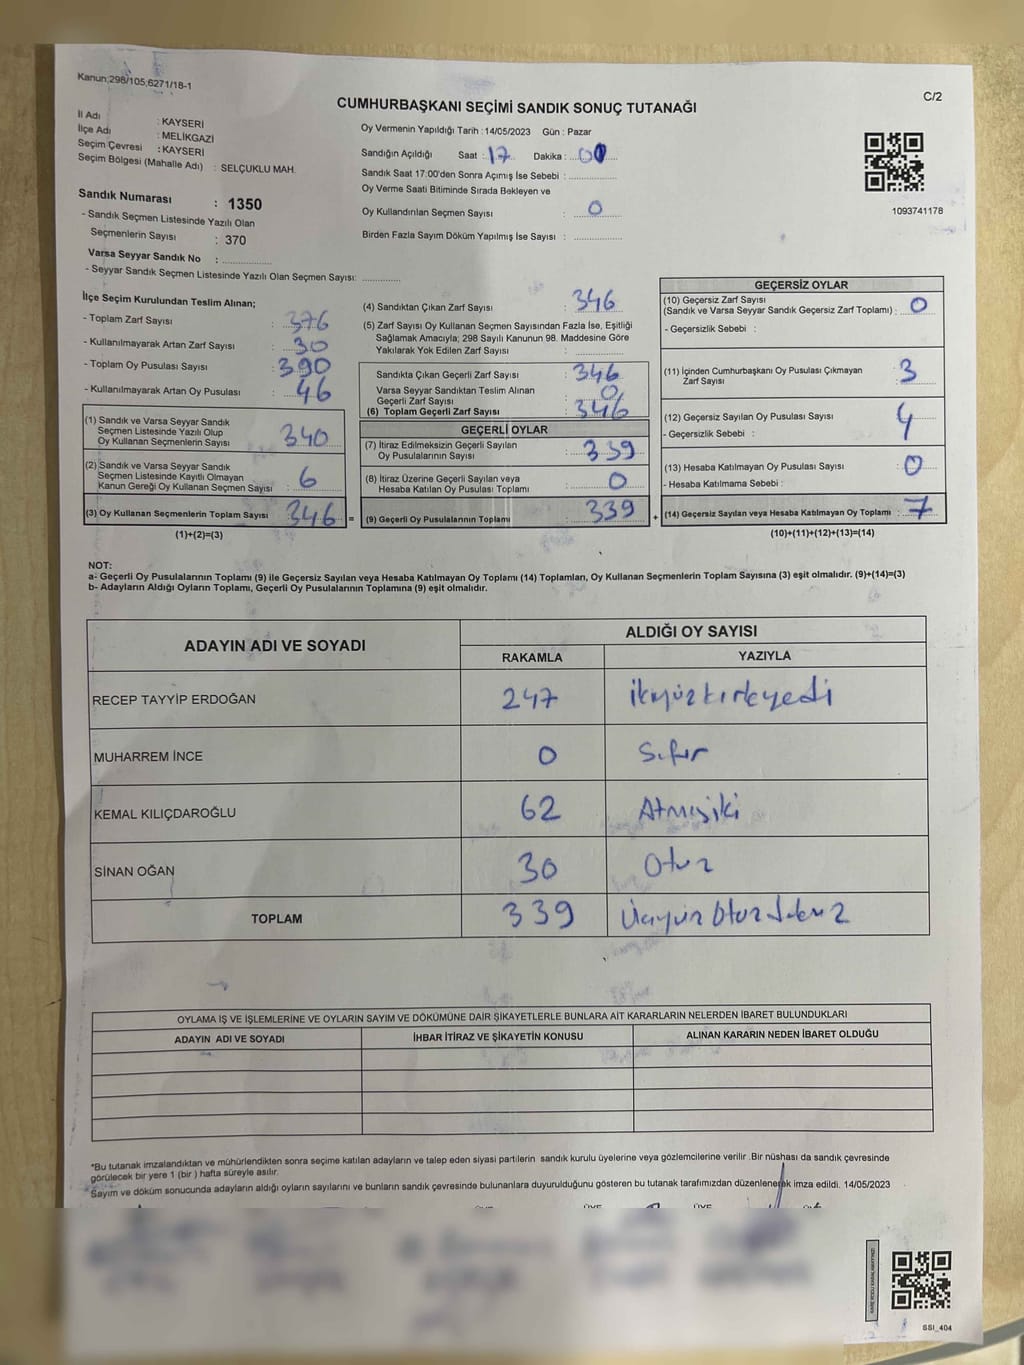 Kanun;298/105;6271/18-1
C/2
CUMHURBAŞKANI SEÇİMİ SANDIK SONUÇ TUTANAĞI
İl Adı : KAYSERİ
İlçe Adı : MELİKGAZİ
Seçim Çevresi : KAYSERİ
Seçim Bölgesi (Mahalle Adı) : SELÇUKLU MAH.
Sandık Numarası : 1350
- Sandık Seçmen Listesinde Yazılı Olan
Seçmenlerin Sayısı : 370
Varsa Seyyar Sandık No : ..............
- Seyyar Sandık Seçmen Listesinde Yazılı Olan Seçmen Sayısı: ............
Oy Vermenin Yapıldığı Tarih : 14/05/2023 Gün : Pazar
Sandığın Açıldığı Saat : 17 Dakika : 00
Sandık Saat 17:00'den Sonra Açımış İse Sebebi : ..............
Oy Verme Saati Bitiminde Sırada Bekleyen ve
Oy Kullandırılan Seçmen Sayısı : 0
Birden Fazla Sayım Döküm Yapılmış İse Sayısı : ..............
1093741178
İlçe Seçim Kurulundan Teslim Alınan;
- Toplam Zarf Sayısı : 376
- Kullanılmayarak Artan Zarf Sayısı : 30
- Toplam Oy Pusulası Sayısı : 390
- Kullanılmayarak Artan Oy Pusulası : 46
(1) Sandık ve Varsa Seyyar Sandık
Seçmen Listesinde Yazılı Olup
Oy Kullanan Seçmenlerin Sayısı : 340
(2) Sandık ve Varsa Seyyar Sandık
Seçmen Listesinde Kayıtlı Olmayan
Kanun Gereği Oy Kullanan Seçmen Sayısı : 6
(3) Oy Kullanan Seçmenlerin Toplam Sayısı : 346 =
(1)+(2)=(3)
(4) Sandıktan Çıkan Zarf Sayısı : 346
(5) Zarf Sayısı Oy Kullanan Seçmen Sayısından Fazla İse, Eşitliği
Sağlamak Amacıyla; 298 Sayılı Kanunun 98. Maddesine Göre
Yakılarak Yok Edilen Zarf Sayısı : ..............
Sandıkta Çıkan Geçerli Zarf Sayısı : 346
Varsa Seyyar Sandıktan Teslim Alınan
Geçerli Zarf Sayısı : 0
(6) Toplam Geçerli Zarf Sayısı : 346
GEÇERLİ OYLAR
(7) İtiraz Edilmeksizin Geçerli Sayılan
Oy Pusulalarının Sayısı : 339
(8) İtiraz Üzerine Geçerli Sayılan veya
Hesaba Katılan Oy Pusulası Toplamı : 0
(9) Geçerli Oy Pusulalarının Toplamı : 339 +
GEÇERSİZ OYLAR
(10) Geçersiz Zarf Sayısı
(Sandık ve Varsa Seyyar Sandık Geçersiz Zarf Toplamı) : 0
- Geçersizlik Sebebi :
(11) İçinden Cumhurbaşkanı Oy Pusulası Çıkmayan
Zarf Sayısı : 3
(12) Geçersiz Sayılan Oy Pusulası Sayısı : 4
- Geçersizlik Sebebi :
(13) Hesaba Katılmayan Oy Pusulası Sayısı : 0
- Hesaba Katılmama Sebebi :
(14) Geçersiz Sayılan veya Hesaba Katılmayan Oy Toplamı : 7
(10)+(11)+(12)+(13)=(14)
NOT:
a- Geçerli Oy Pusulalarının Toplamı (9) ile Geçersiz Sayılan veya Hesaba Katılmayan Oy Toplamı (14) Toplamları, Oy Kullanan Seçmenlerin Toplam Sayısına (3) eşit olmalıdır. (9)+(14)=(3)
b- Adayların Aldığı Oyların Toplamı, Geçerli Oy Pusulalarının Toplamına (9) eşit olmalıdır.
ADAYIN ADI VE SOYADI ALDIĞI OY SAYISI
RAKAMLA YAZIYLA
RECEP TAYYİP ERDOĞAN 247 ikiyüzkırkyedi
MUHARREM İNCE 0 Sıfır
KEMAL KILIÇDAROĞLU 62 Atmışiki
SİNAN OĞAN 30 Otuz
TOPLAM 339 Üçyüz Otuz dokuz
OYLAMA İŞ VE İŞLEMLERİNE VE OYLARIN SAYIM VE DÖKÜMÜNE DAİR ŞİKAYETLERLE BUNLARA AİT KARARLARIN NELERDEN İBARET BULUNDUKLARI
ADAYIN ADI VE SOYADI İHBAR İTİRAZ VE ŞİKAYETİN KONUSU ALINAN KARARIN NEDEN İBARET OLDUĞU
*Bu tutanak imzalandıktan ve mühürlendikten sonra seçime katılan adayların ve talep eden siyasi partilerin sandık kurulu üyelerine veya gözlemcilerine verilir .Bir nüshası da sandık çevresinde
görülecek bir yere 1 (bir ) hafta süreyle asılır.
*Sayım ve döküm sonucunda adayların aldığı oyların sayılarını ve bunların sandık çevresinde bulunanlara duyurulduğunu gösteren bu tutanak tarafımızdan düzenlenerek imza edildi. 14/05/2023
ÜYE ÜYE
SSI_404